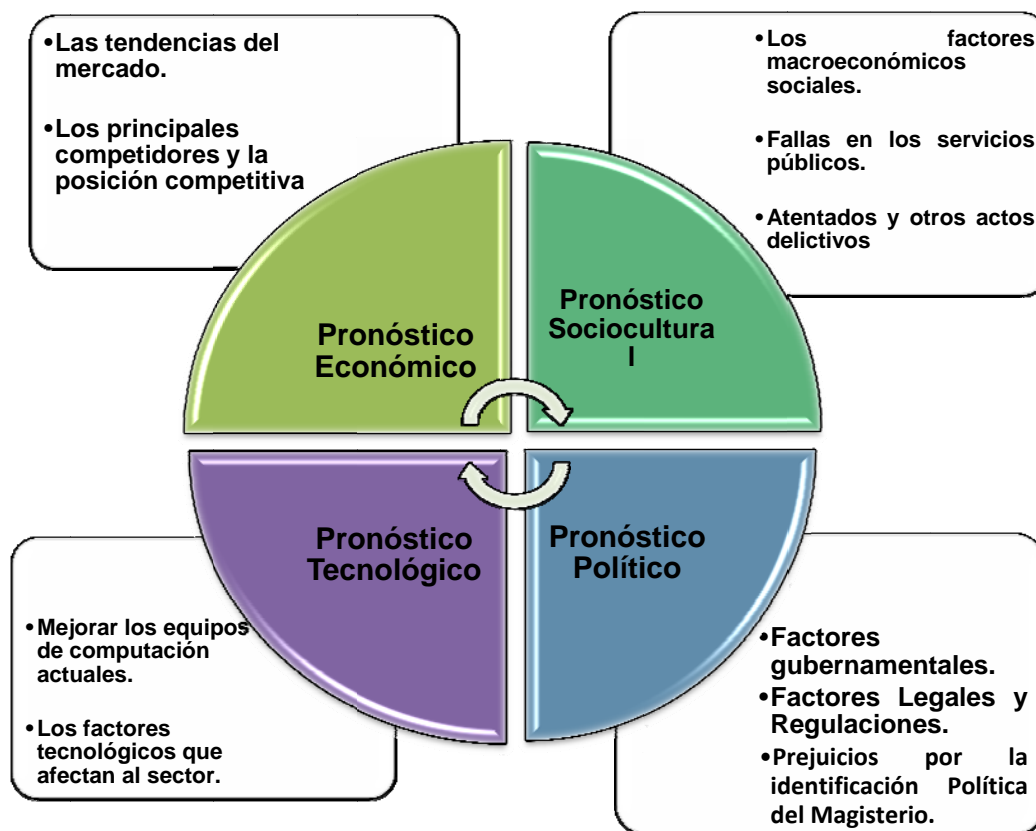 •Las tendencias del
mercado.
•Los principales
competidores y la
posición competitiva
•Los factores
macroeconómicos
sociales.
•Fallas en los servicios
públicos.
•Atentados y otros actos
delictivos
Pronóstico
Económico
Pronóstico
Sociocultura
l
Pronóstico
Tecnológico
Pronóstico
Político
•Mejorar los equipos
de computación
actuales.
•Los factores
tecnológicos que
afectan al sector.
•Factores
gubernamentales.
•Factores Legales y
Regulaciones.
•Prejuicios por la
identificación Política
del Magisterio.